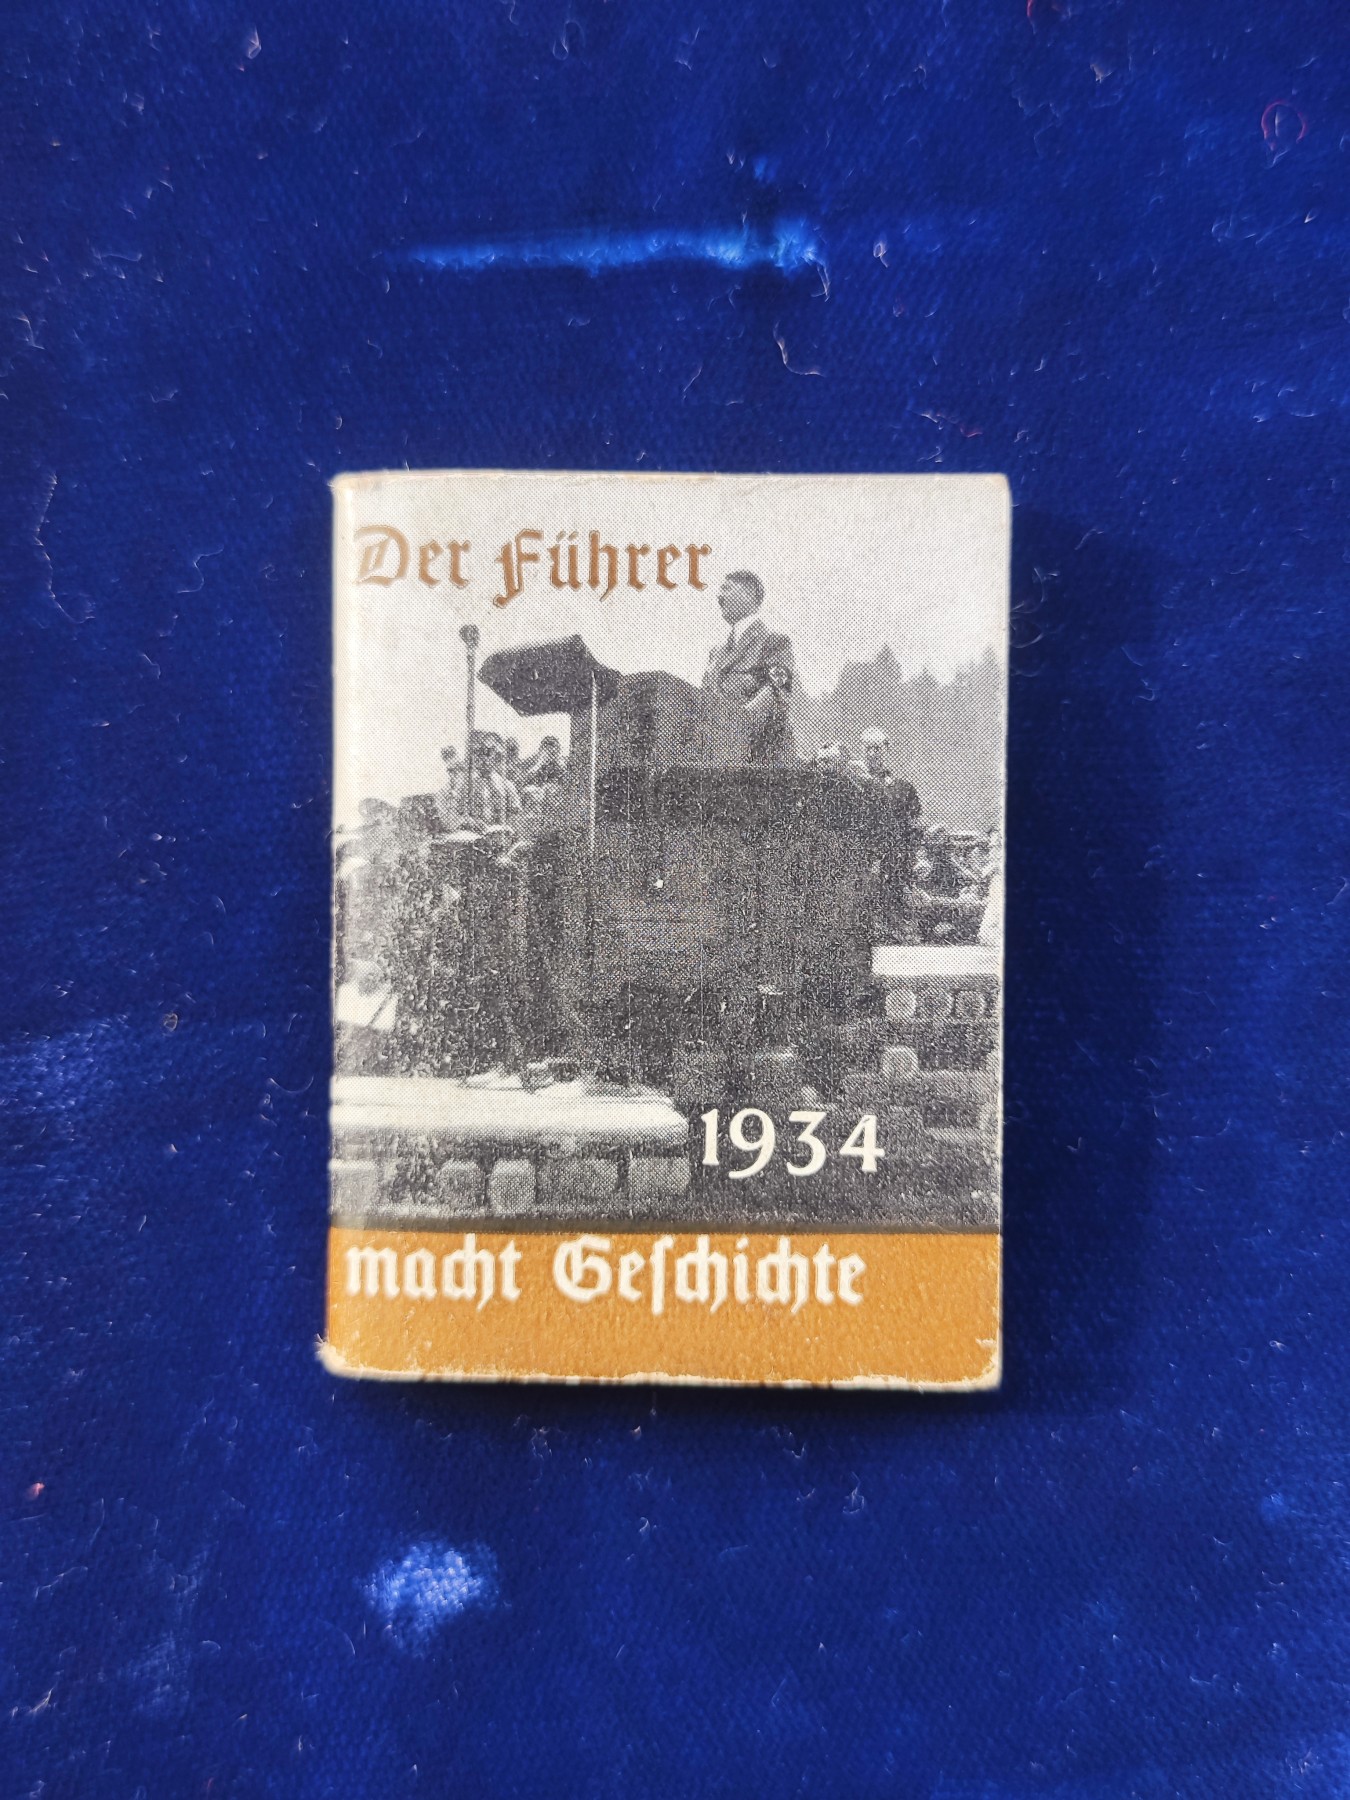 Der Führer
1934
macht Geschichte